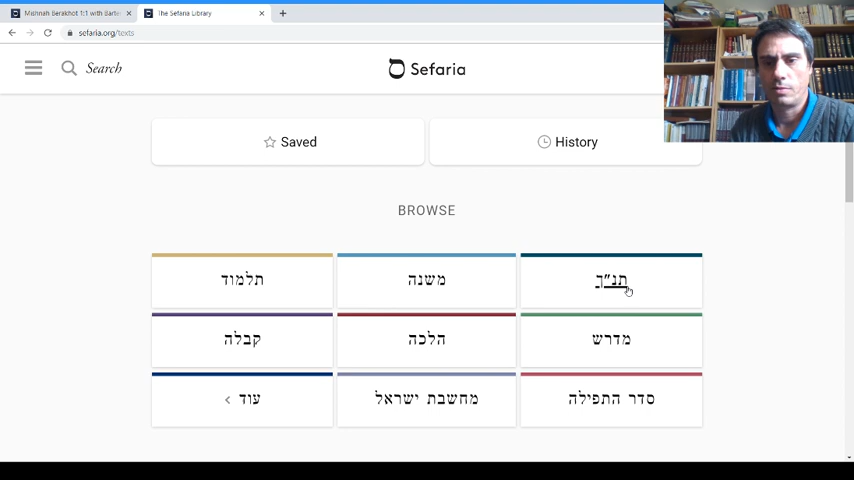 Mishnah Berakhot 1:1 with Barte
The Sefaria Library
sefaria.org/texts
Search
Sefaria
Saved
History
BROWSE
תנ״ך משנה תלמוד
מדרש הלכה קבלה
סדר התפילה מחשבת ישראל עוד >